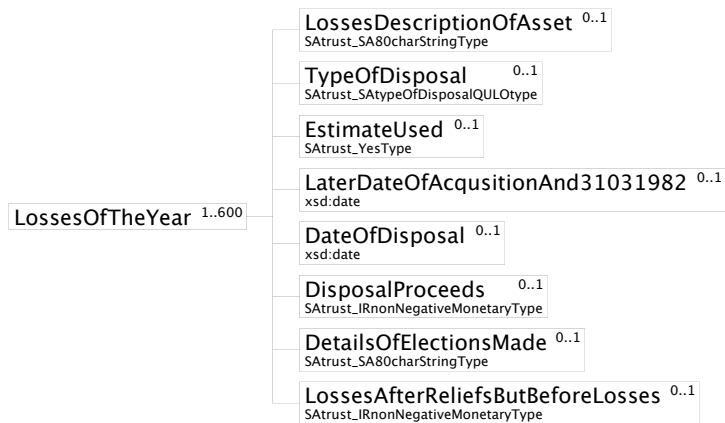 LossesDescriptionOfAsset 0..1
SAtrust_SA80charStringType
TypeOfDisposal 0..1
SAtrust_SAtypeOfDisposalQULOtype
EstimateUsed 0..1
SAtrust_YesType
LaterDateOfAcqusitionAnd31031982 0..1
xsd:date
LossesOfTheYear 1..600
DateOfDisposal 0..1
xsd:date
DisposalProceeds 0..1
SAtrust_IRnonNegativeMonetaryType
DetailsOfElectionsMade 0..1
SAtrust_SA80charStringType
LossesAfterReliefsButBeforeLosses 0..1
SAtrust_IRnonNegativeMonetaryType